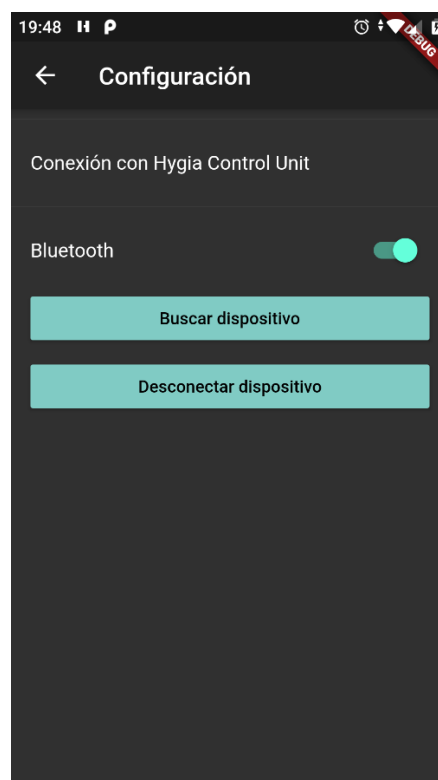 19:48
DEBUG
Configuración
Conexión con Hygia Control Unit
Bluetooth
Buscar dispositivo
Desconectar dispositivo